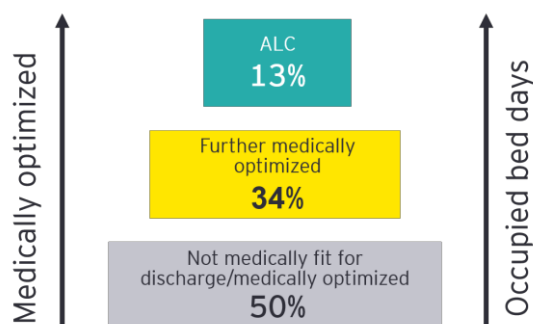 Medically optimized
ALC
13%
Further medically
optimized
34%
Not medically fit for
discharge/medically optimized
50%
Occupied bed days